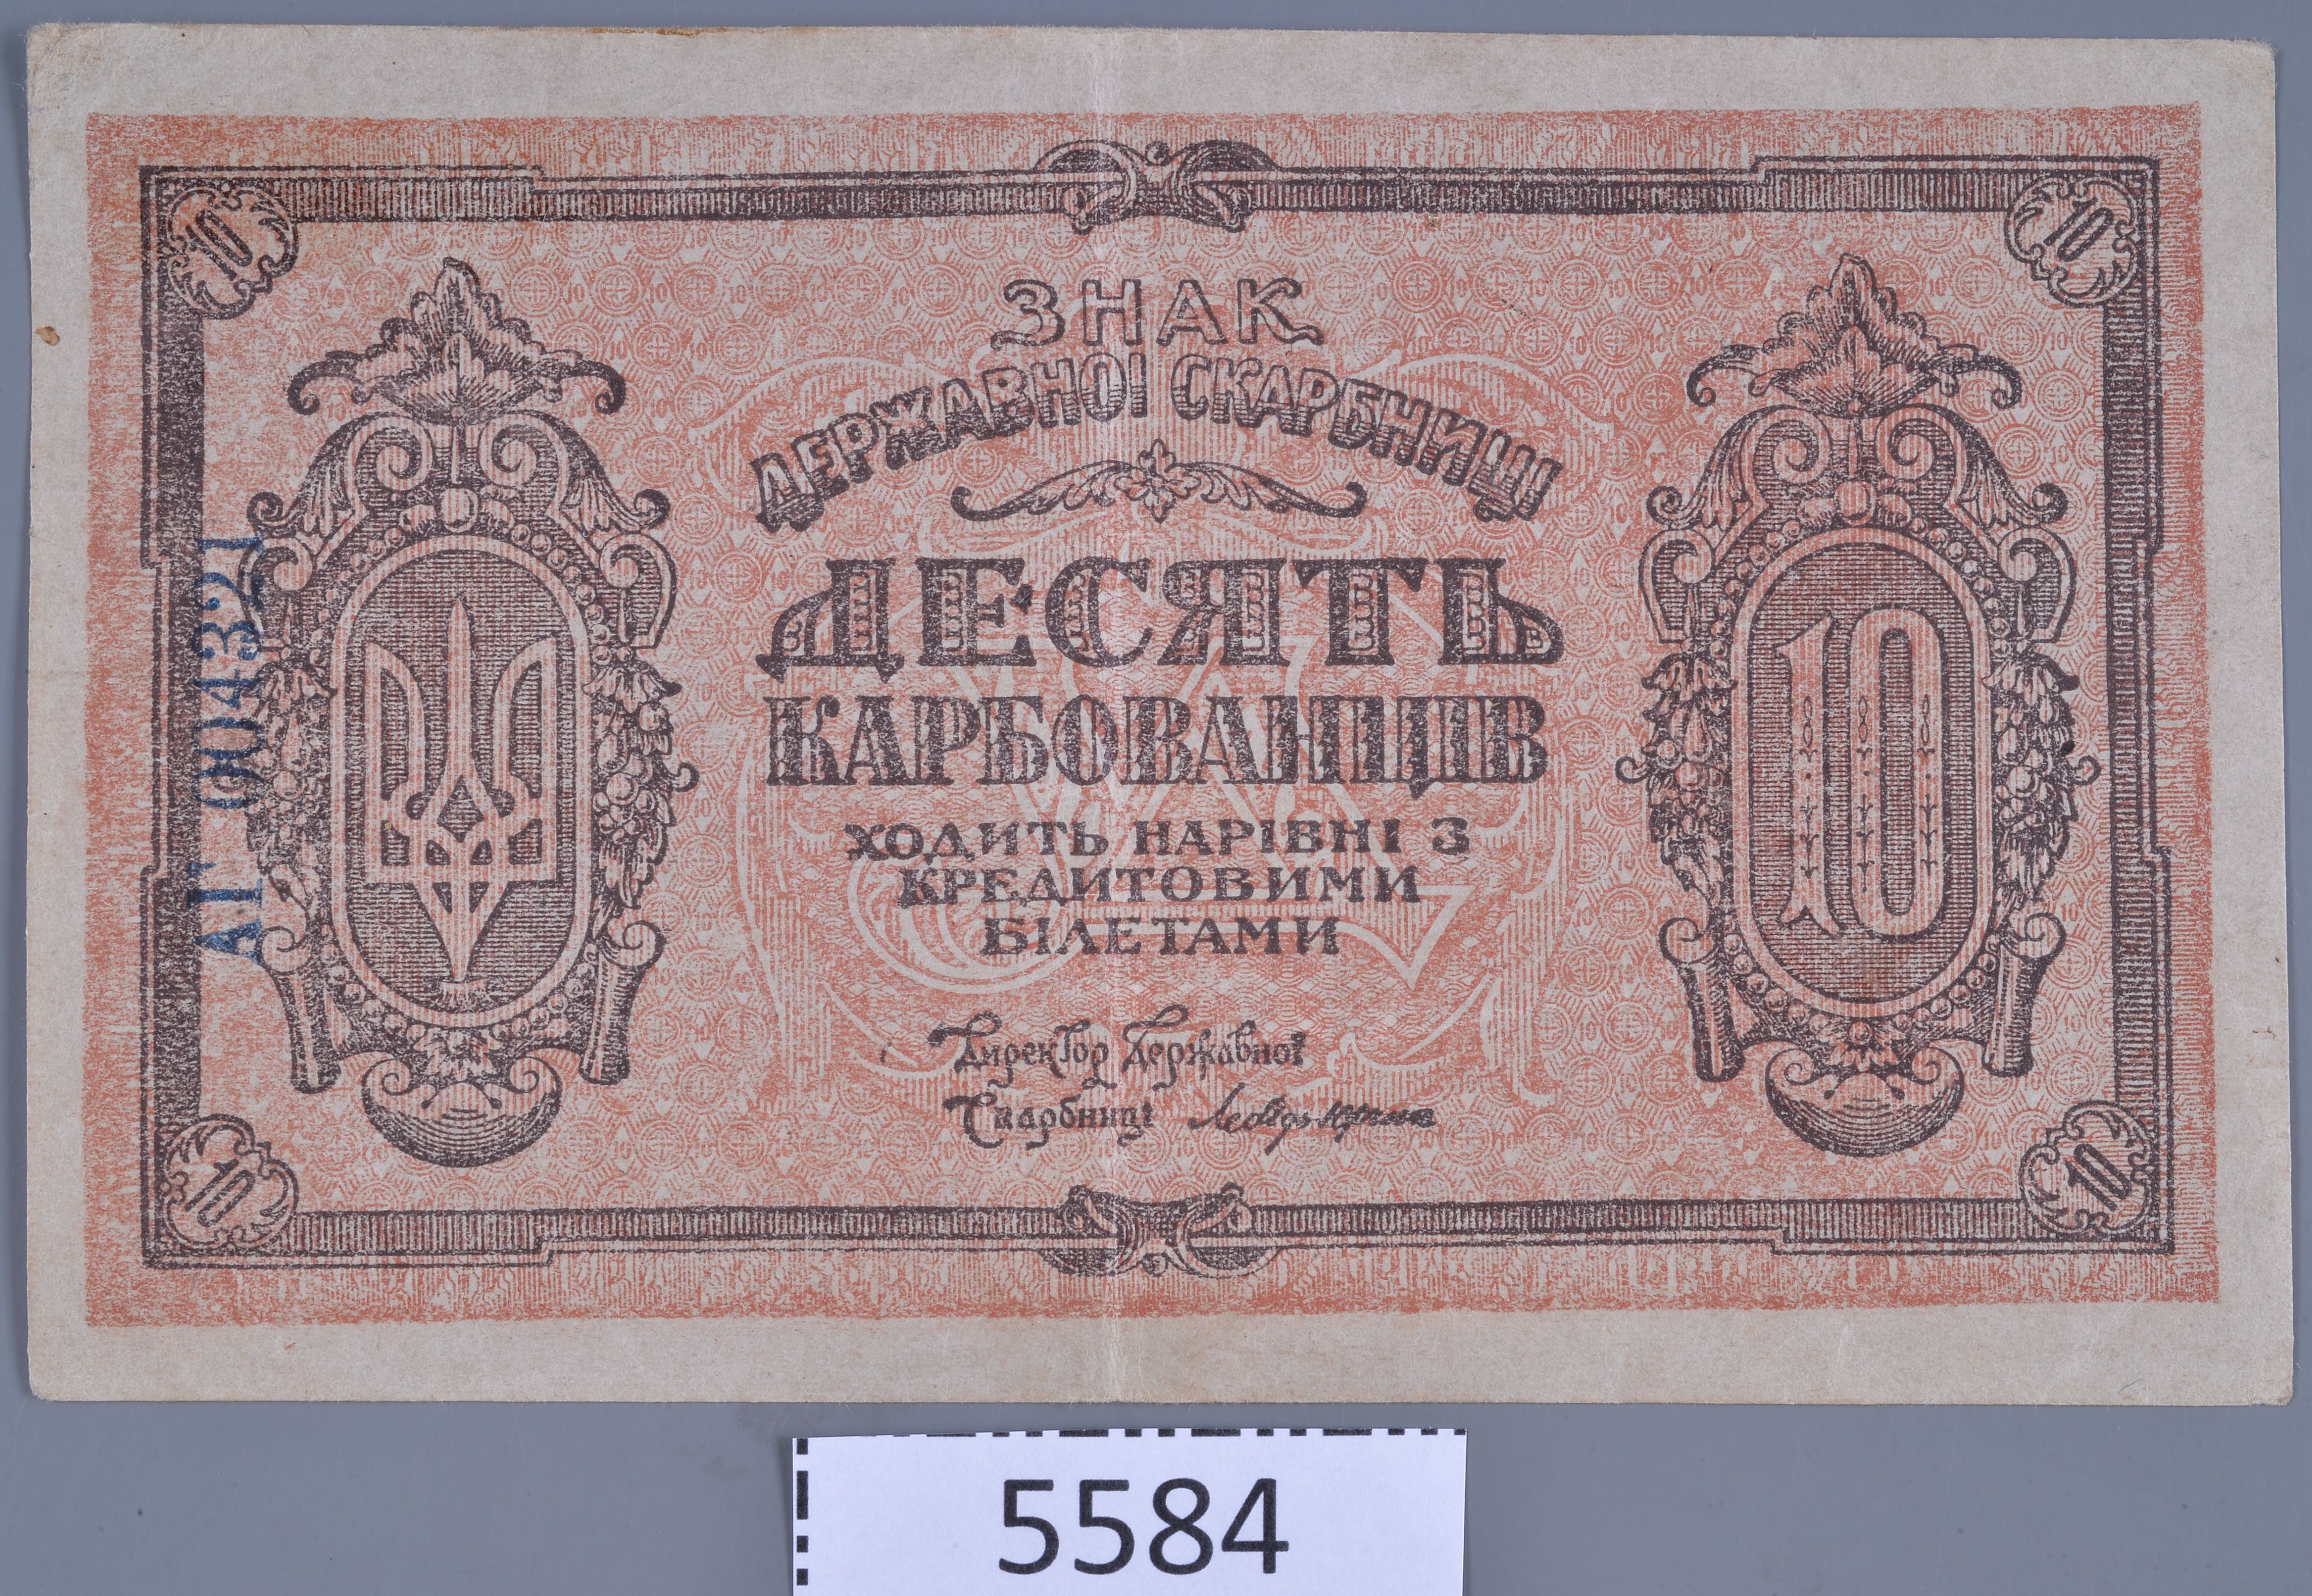 10
10
ЗНАК
ДЕРЖАВНОЇ СКАРБНИЦІ
ДЕСЯТЬ
КАРБОВАНЦІВ
ХОДИТЬ НАРІВНІ З
КРЕДИТОВИМИ
БІЛЕТАМИ
10
АГ 004321
Директор Державної
Скарбниці
10
10
5584